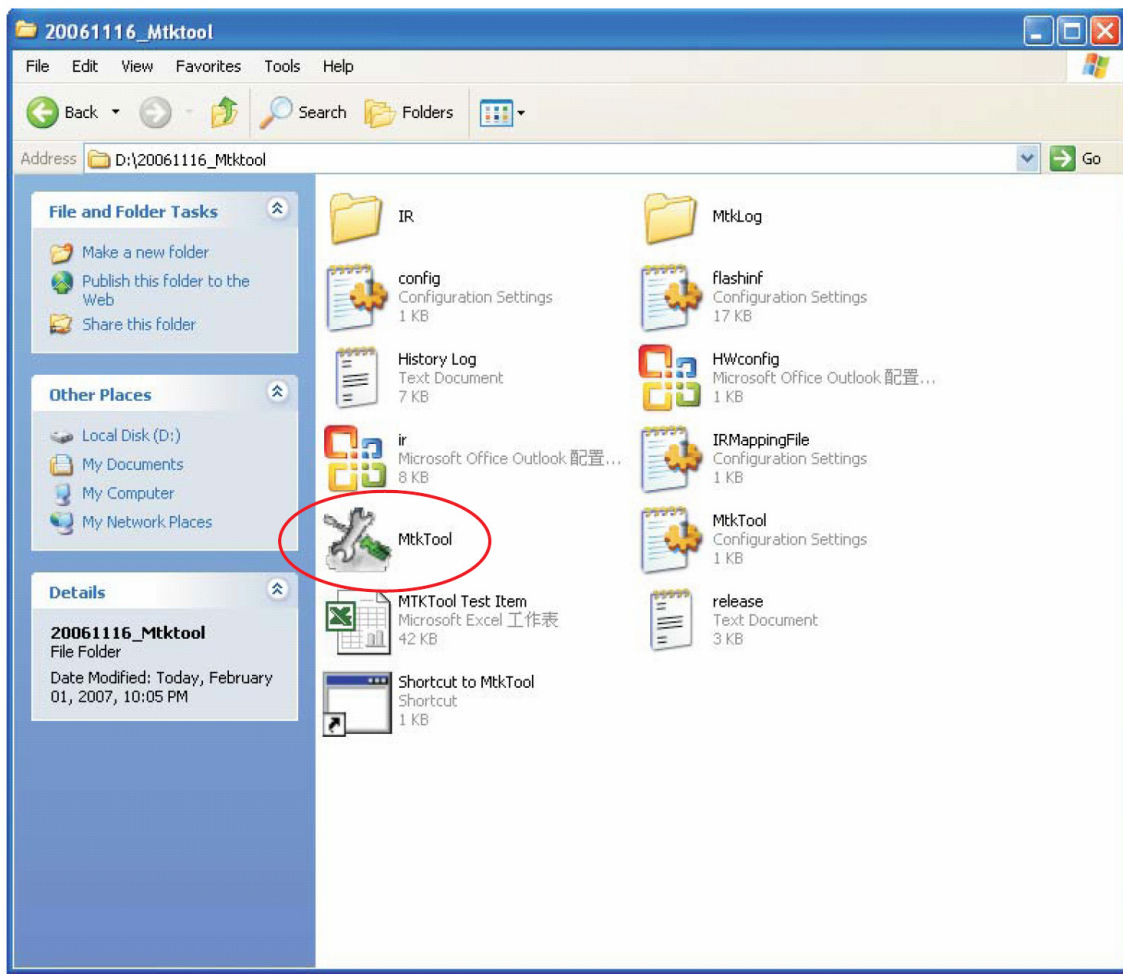 20061116_Mtktool
File Edit View Favorites Tools Help
Back Search Folders
Address D:\20061116_Mtktool Go
File and Folder Tasks
Make a new folder
Publish this folder to the
Web
Share this folder
Other Places
Local Disk (D:)
My Documents
My Computer
My Network Places
Details
20061116_Mtktool
File Folder
Date Modified: Today, February
01, 2007, 10:05 PM
IR
MtkLog
config
Configuration Settings
1 KB
flashinf
Configuration Settings
17 KB
History Log
Text Document
7 KB
HWconfig
Microsoft Office Outlook 配置...
1 KB
ir
Microsoft Office Outlook 配置...
8 KB
IRMappingFile
Configuration Settings
1 KB
MtkTool
MtkTool
Configuration Settings
1 KB
MTKTool Test Item
Microsoft Excel 工作表
42 KB
release
Text Document
3 KB
Shortcut to MtkTool
Shortcut
1 KB